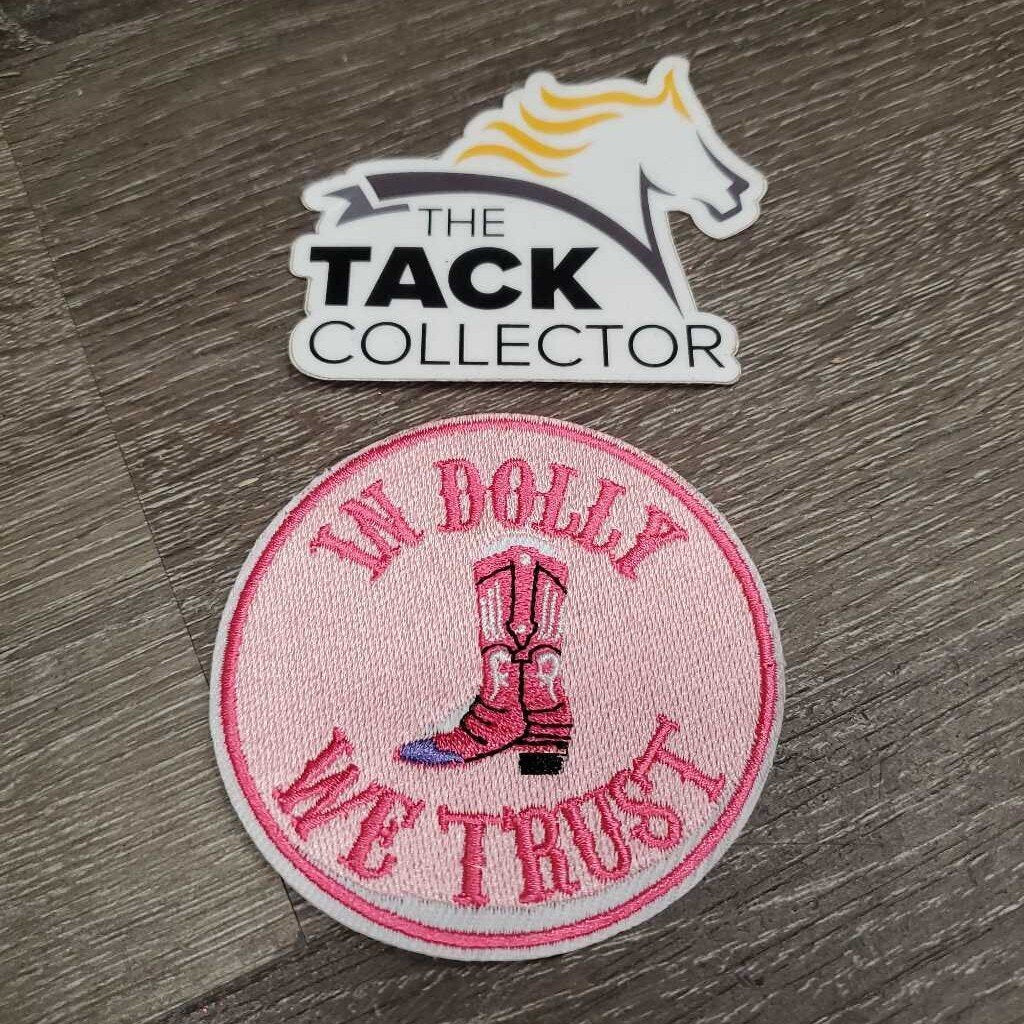 THE
TACK
COLLECTOR
IN DOLLY
WE TRUST